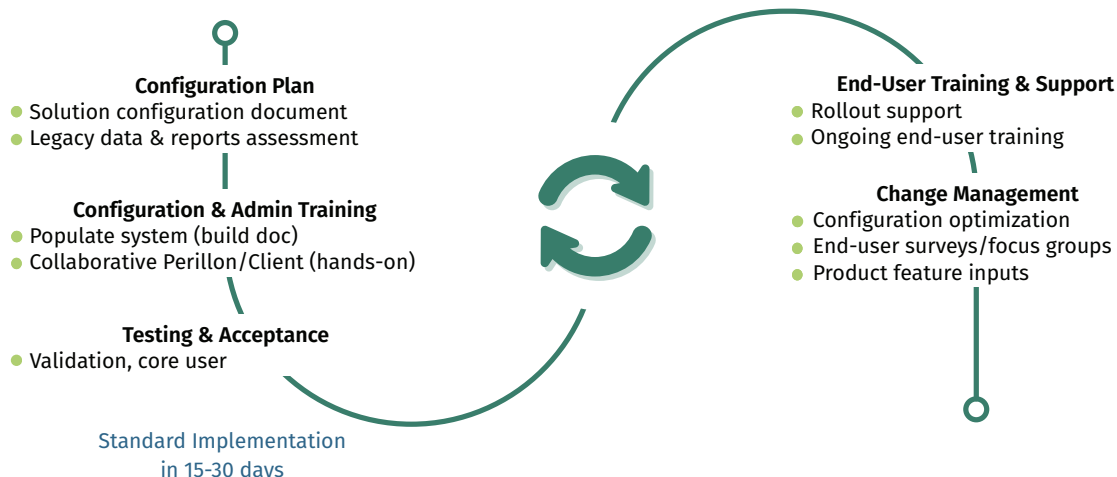 Configuration Plan
Solution configuration document
Legacy data & reports assessment
Configuration & Admin Training
Populate system (build doc)
Collaborative Perillon/Client (hands-on)
Testing & Acceptance
Validation, core user
Standard Implementation
in 15-30 days
End-User Training & Support
Rollout support
Ongoing end-user training
Change Management
Configuration optimization
End-user surveys/focus groups
Product feature inputs